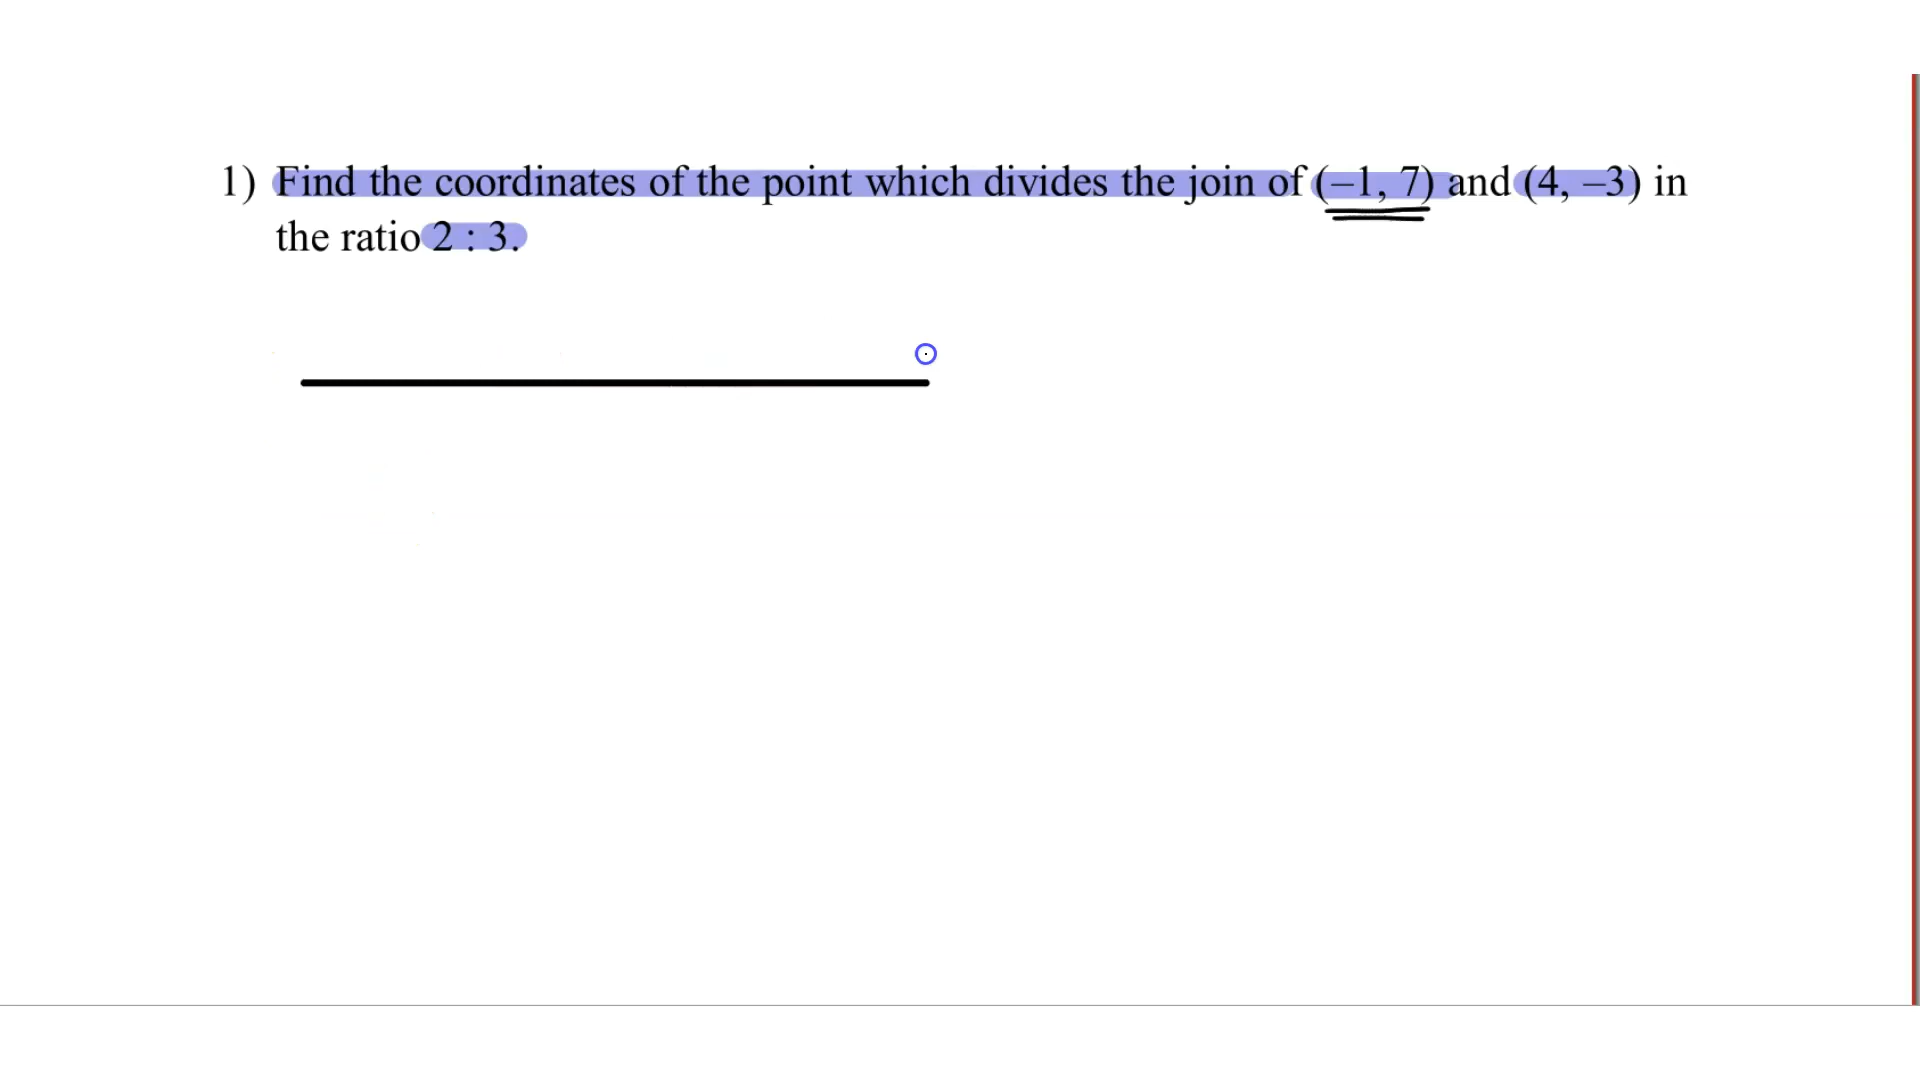 1) Find the coordinates of the point which divides the join of (–1, 7) and (4, –3) in
the ratio 2 : 3.